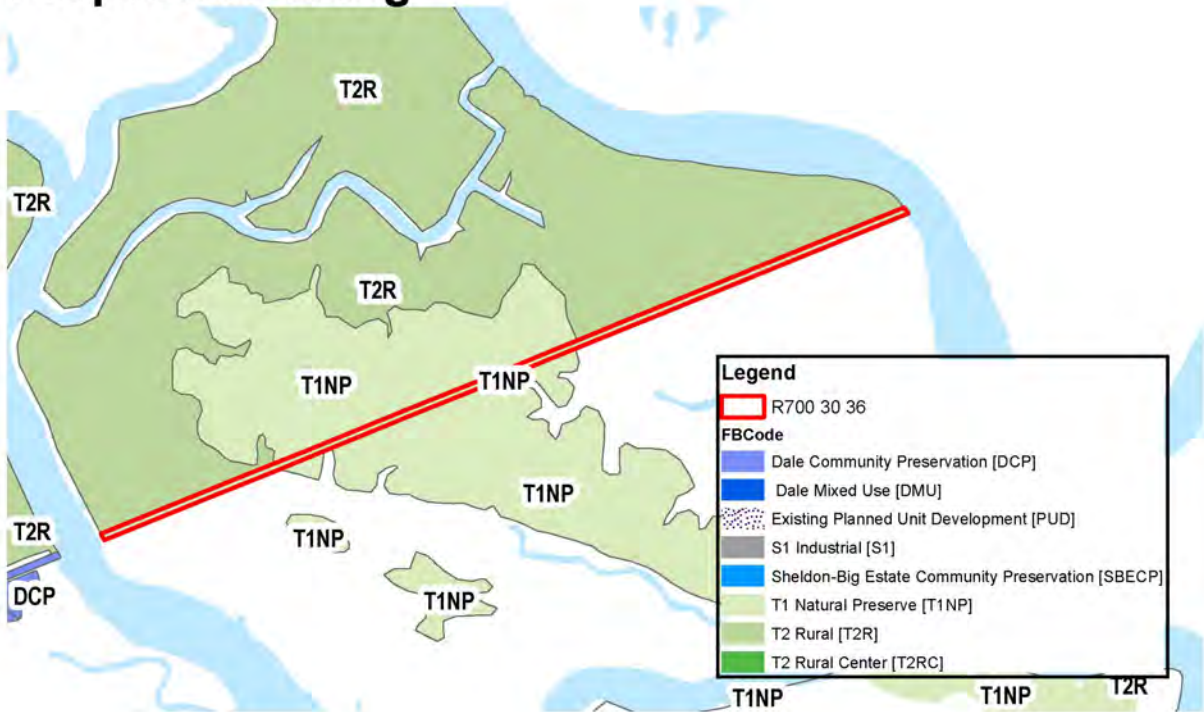 T2R
T2R
T2R
T1NP
T1NP
T1NP
T2R
T1NP
DCP
T1NP
Legend
R700 30 36
FBCode
Dale Community Preservation [DCP]
Dale Mixed Use [DMU]
Existing Planned Unit Development [PUD]
S1 Industrial [S1]
Sheldon-Big Estate Community Preservation [SBECP]
T1 Natural Preserve [T1NP]
T2 Rural [T2R]
T2 Rural Center [T2RC]
T1NP
T1NP
T2R